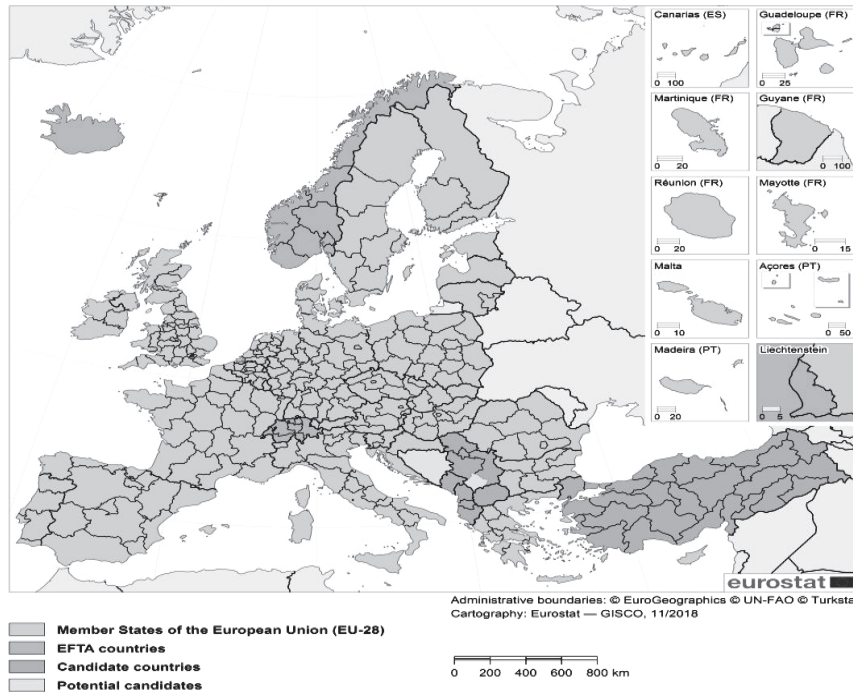 Canarias (ES)
0 100
Guadeloupe (FR)
0 25
Martinique (FR)
0 20
Guyane (FR)
0 100
Réunion (FR)
0 20
Mayotte (FR)
0 15
Malta
0 10
Açores (PT)
0 50
Madeira (PT)
0 20
Liechtenstein
0 5
eurostat
Administrative boundaries: © EuroGeographics © UN-FAO © Turksta
Cartography: Eurostat — GISCO, 11/2018
Member States of the European Union (EU-28)
EFTA countries
Candidate countries
Potential candidates
0 200 400 600 800 km